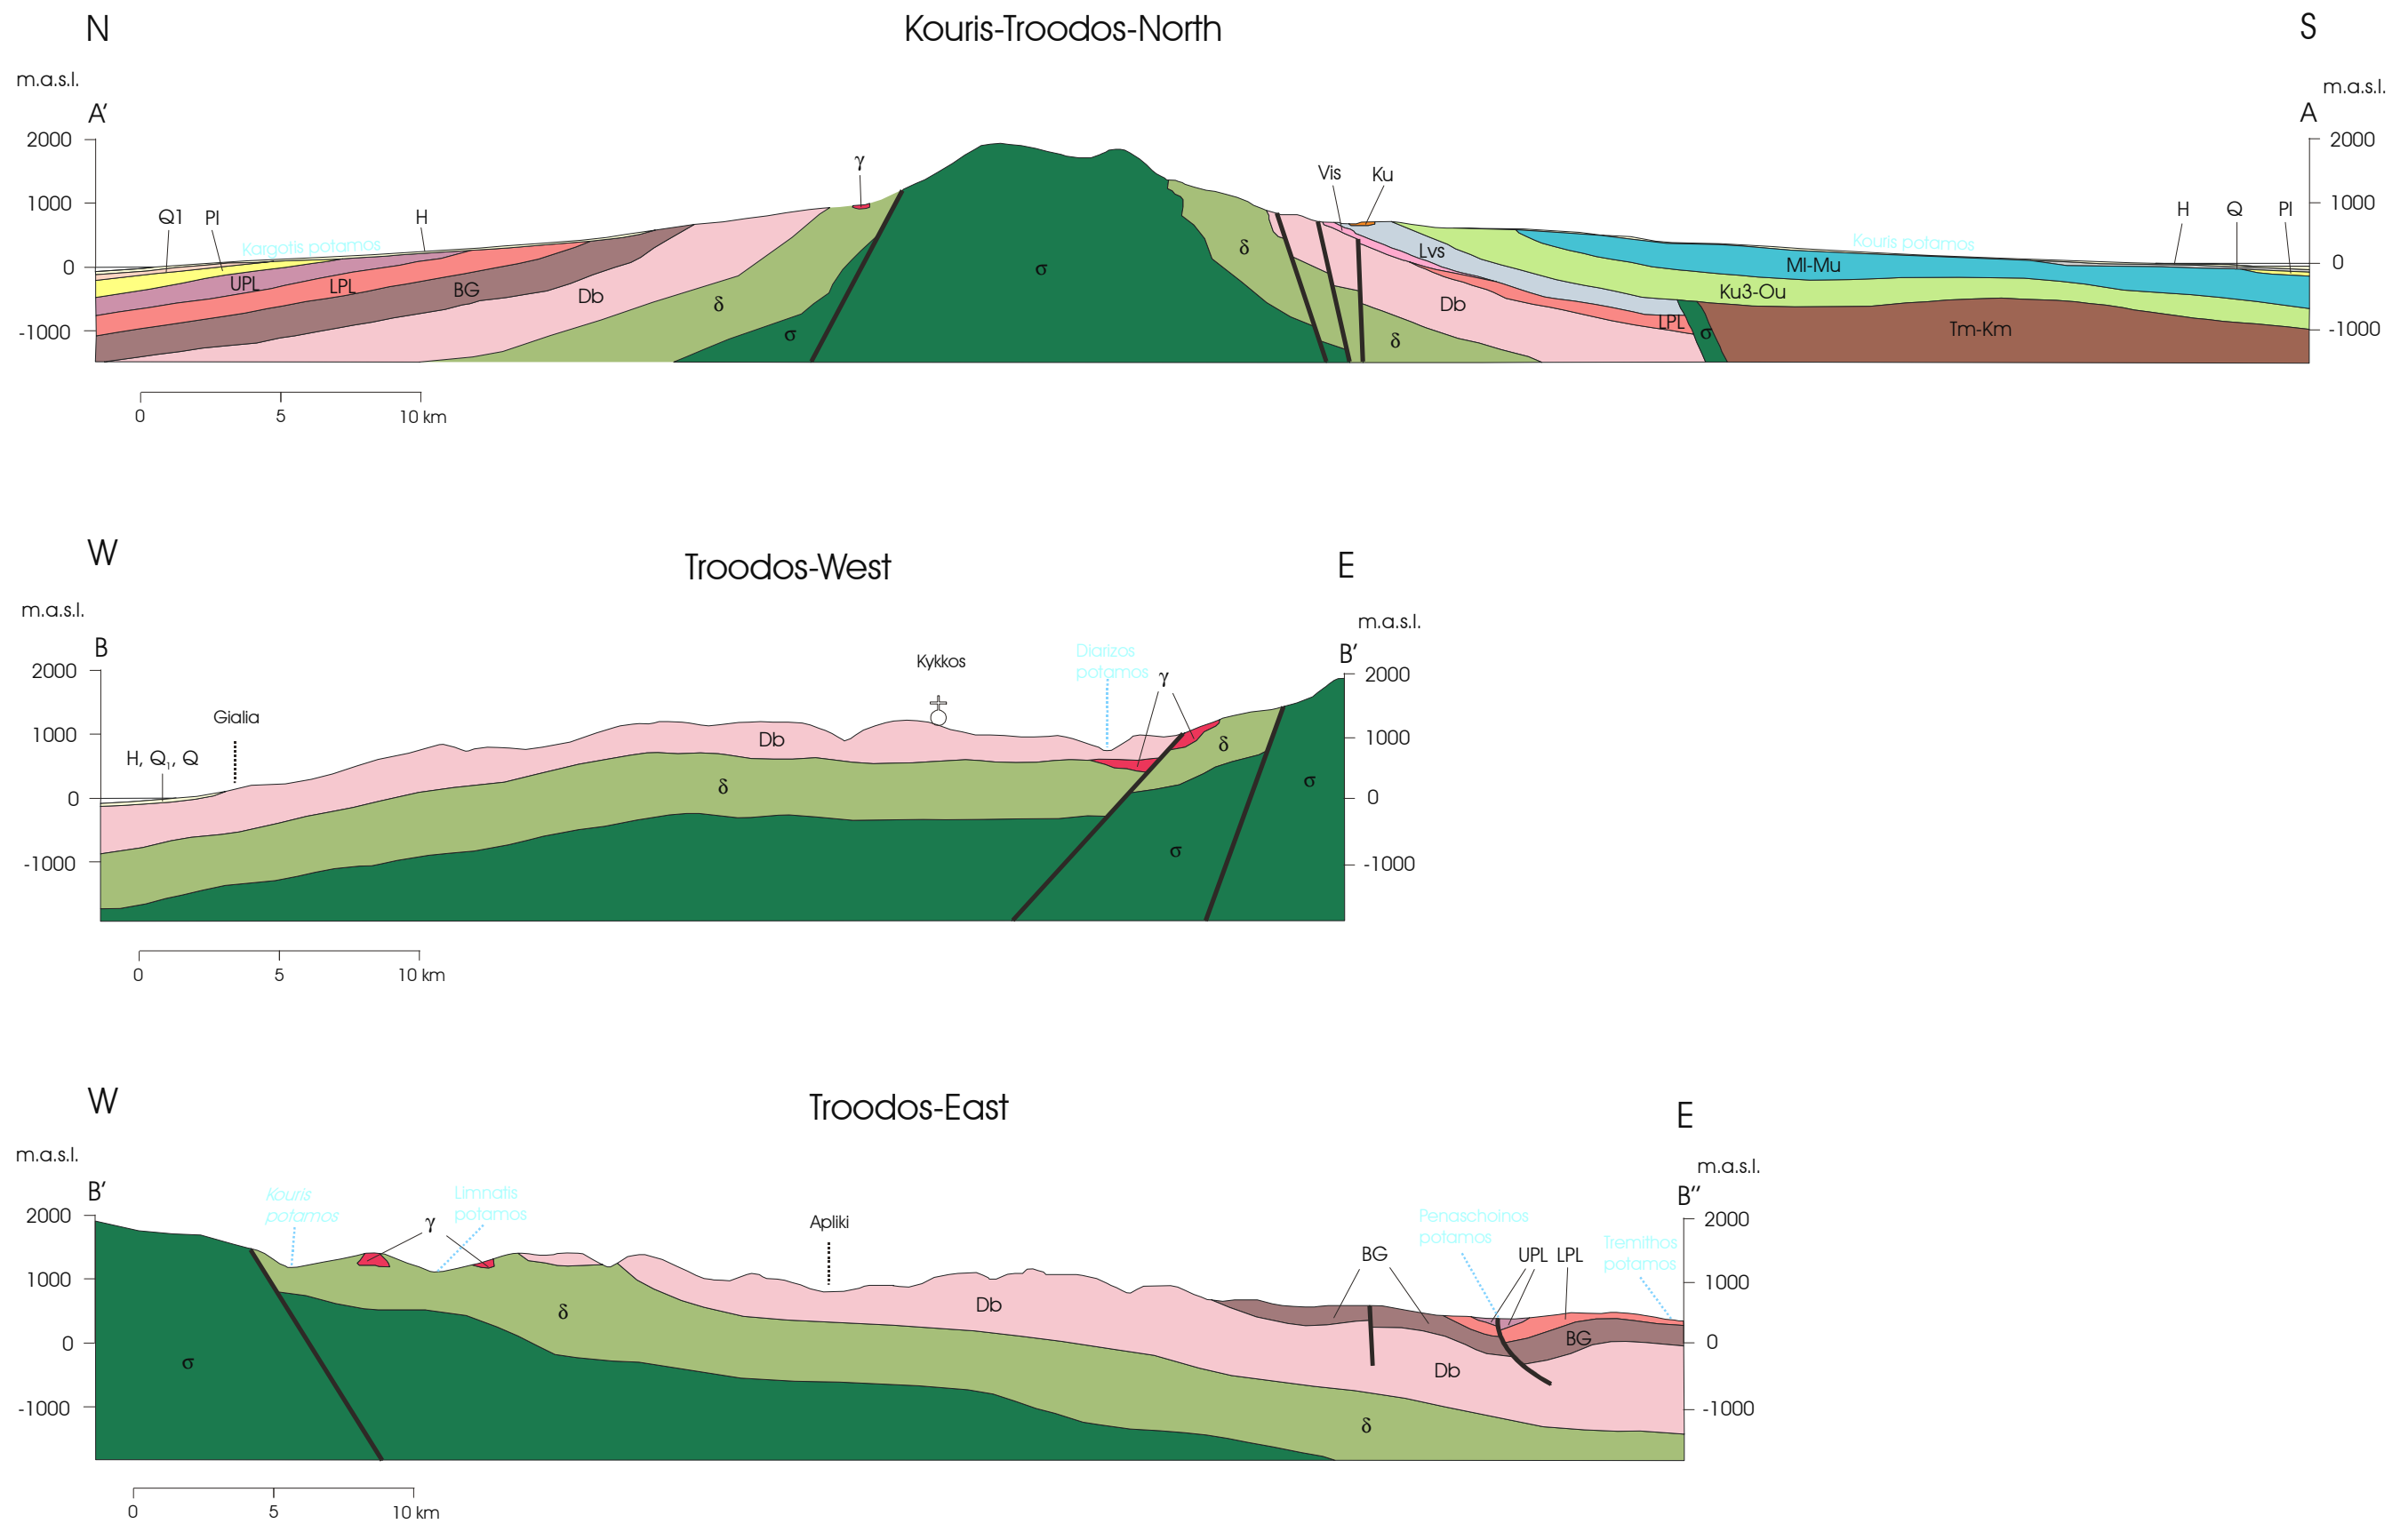 N
Kouris-Troodos-North
S
m.a.s.l.
m.a.s.l.
A'
A
2000
2000
γ
Vis
Ku
1000
1000
Q1
Pl
H
H
Q
Pl
Kargotis potamos
Kouris potamos
δ
Lvs
σ
Ml-Mu
0
0
UPL
LPL
BG
Db
δ
Db
Ku3-Ou
-1000
σ
δ
LPL
σ
Tm-Km
-1000
0
5
10 km
W
Troodos-West
E
m.a.s.l.
m.a.s.l.
B
B'
Kykkos
Diarizos
potamos
γ
2000
2000
Gialia
1000
1000
H, Q1, Q
Db
δ
δ
σ
0
0
σ
-1000
-1000
0
5
10 km
W
Troodos-East
E
m.a.s.l.
m.a.s.l.
B'
B''
Kouris
potamos
Limnatis
potamos
γ
Apliki
Penaschoinos
potamos
Tremithos
potamos
2000
2000
BG
UPL
LPL
1000
1000
δ
Db
BG
0
0
σ
Db
-1000
-1000
δ
0
5
10 km